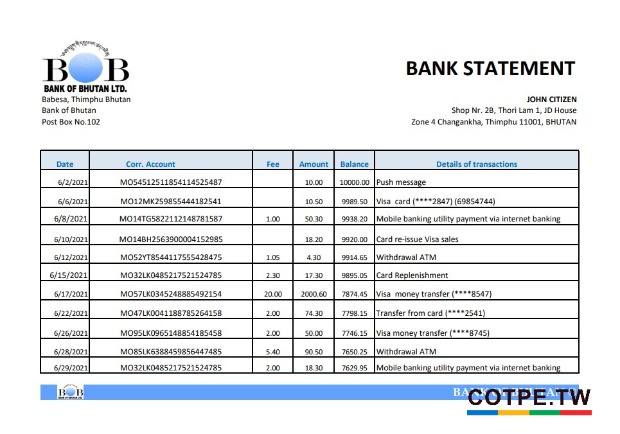 BOB
BANK OF BHUTAN LTD.
Babesa, Thimphu Bhutan
Bank of Bhutan
Post Box No.102
BANK STATEMENT
JOHN CITIZEN
Shop Nr. 2B, Thori Lam 1, JD House
Zone 4 Changankha, Thimphu 11001, BHUTAN
Date Corr. Account Fee Amount Balance Details of transactions
6/2/2021 MO54512511854114525487 10.00 10000.00 Push message
6/6/2021 MO12MK259855444182541 10.50 9989.50 Visa card (****2847) (69854744)
6/8/2021 MO14TG5822112148781587 1.00 50.30 9938.20 Mobile banking utility payment via internet banking
6/10/2021 MO14BH2563900004152985 18.20 9920.00 Card re-issue Visa sales
6/12/2021 MO52YT8544117555428475 1.05 4.30 9914.65 Withdrawal ATM
6/15/2021 MO32LK0485217521524785 2.30 17.30 9895.05 Card Replenishment
6/17/2021 MO57LK0345248885492154 20.00 2000.60 7874.45 Visa money transfer (****8547)
6/22/2021 MO47LK0041188785264158 2.00 74.30 7798.15 Transfer from card (****2541)
6/26/2021 MO95LK0965148854185458 2.00 50.00 7746.15 Visa money transfer (****8745)
6/28/2021 MO85LK6388459856447485 5.40 90.50 7650.25 Withdrawal ATM
6/29/2021 MO32LK0485217521524785 2.00 18.30 7629.95 Mobile banking utility payment via internet banking
BOB
BANK OF BHUTAN LTD.
COTPE.TW